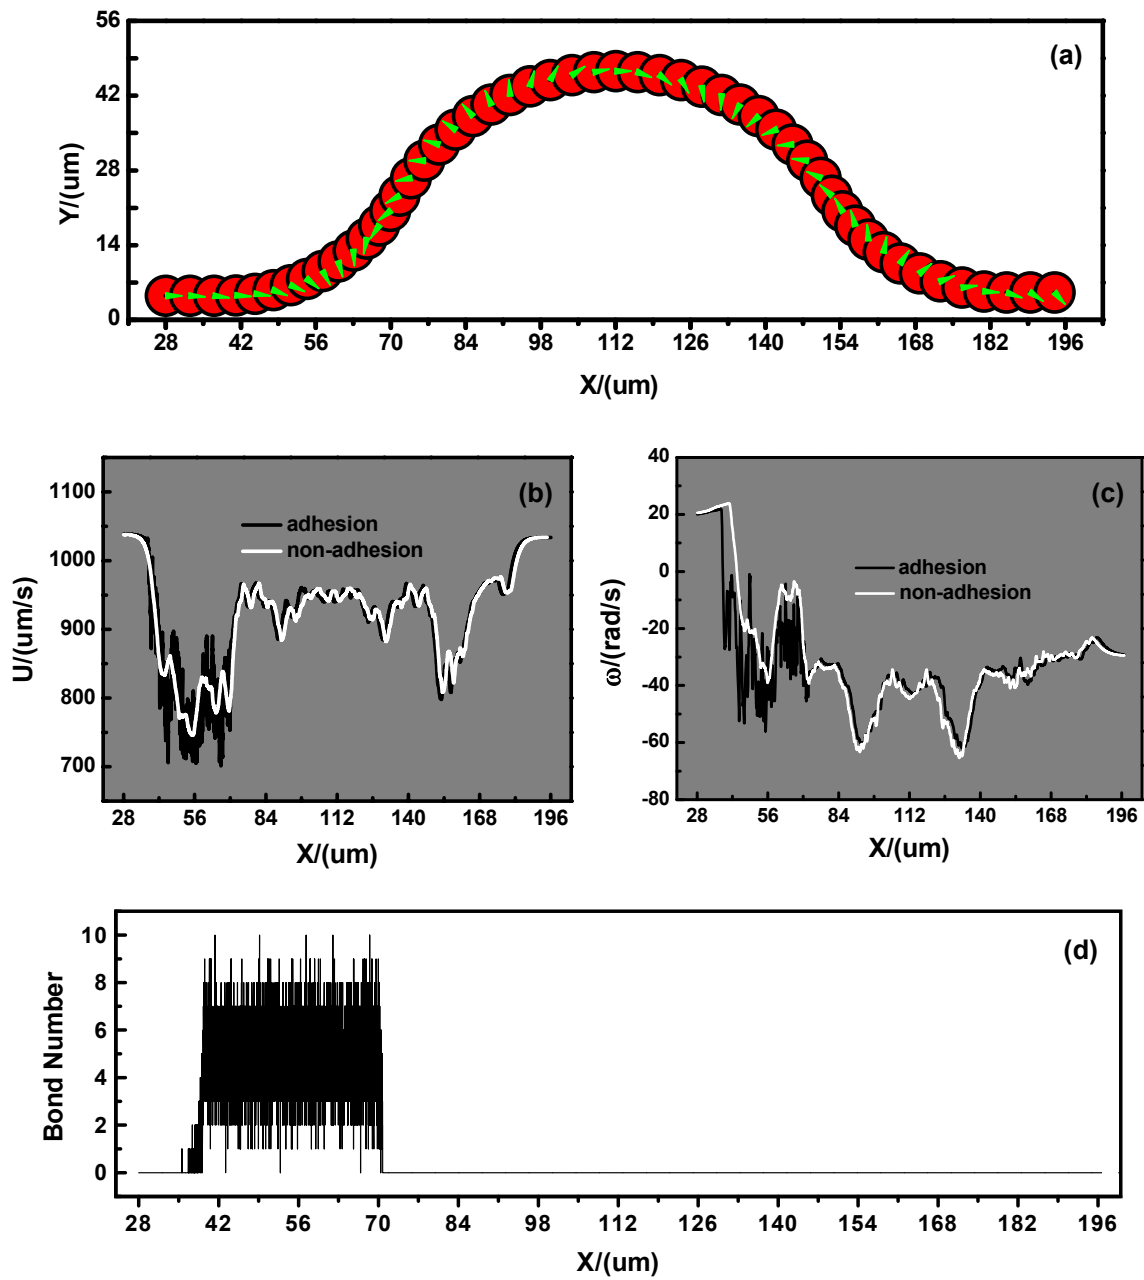 (a)
56
42
28
14
0
Y/(um)
28 42 56 70 84 98 112 126 140 154 168 182 196
X/(um)
(b)
1100
1000
900
800
700
U/(um/s)
adhesion
non-adhesion
28 56 84 112 140 168 196
X/(um)
(c)
40
20
0
-20
-40
-60
-80
ω/(rad/s)
adhesion
non-adhesion
28 56 84 112 140 168 196
X/(um)
(d)
10
8
6
4
2
0
Bond Number
28 42 56 70 84 98 112 126 140 154 168 182 196
X/(um)